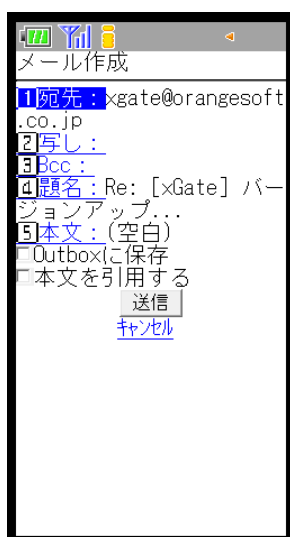 メール作成
1宛先：xgate@orangesoft
.co.jp
2写し：
3Bcc：
4題名：Re: [xGate] バー
ジョンアップ...
5本文：(空白)
Outboxに保存
本文を引用する
送信
ｷｬﾝｾﾙ